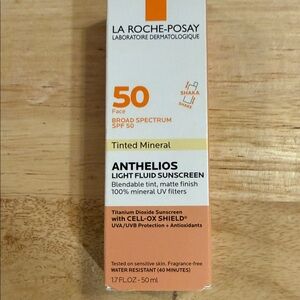 LA ROCHE-POSAY
LABORATOIRE DERMATOLOGIQUE
50
Face
BROAD SPECTRUM
SPF 50
SHAKA
SHAKE
Tinted Mineral
ANTHELIOS
LIGHT FLUID SUNSCREEN
Blendable tint, matte finish
100% mineral UV filters
Titanium Dioxide Sunscreen
with CELL-OX SHIELD®
UVA/UVB Protection + Antioxidants
Tested on sensitive skin. Fragrance-free
WATER RESISTANT (40 MINUTES)
1.7 FL.OZ - 50 ml